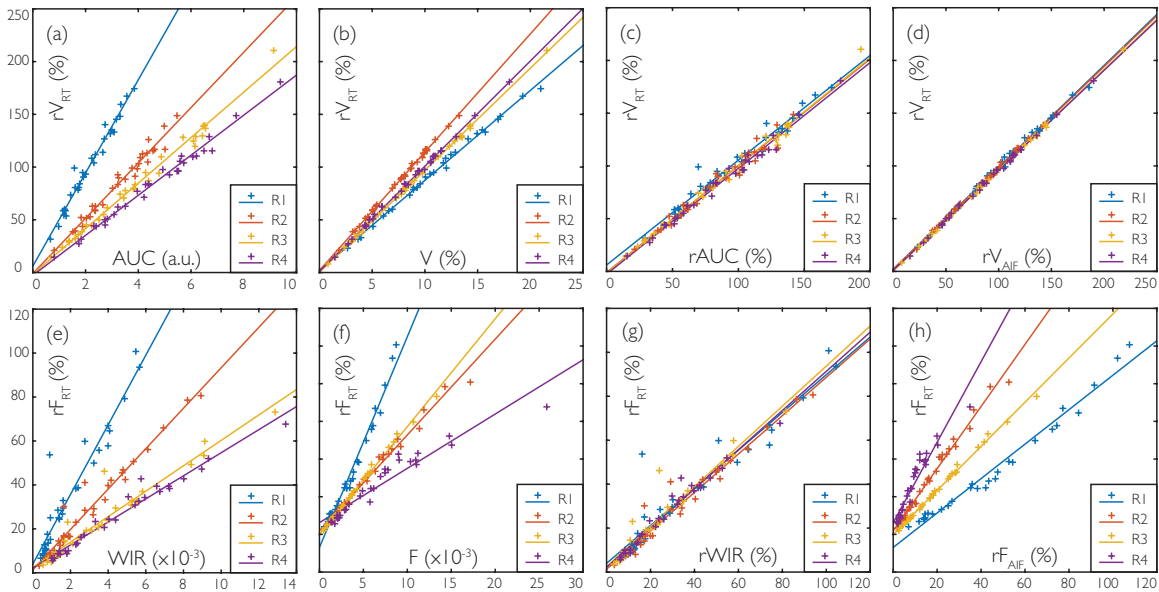 (a)
250
200
150
100
50
0
rV_RT (%)
R1
R2
R3
R4
AUC (a.u.)
0 2 4 6 8 10
(b)
rV_RT (%)
R1
R2
R3
R4
V (%)
0 5 10 15 20 25
(c)
rV_RT (%)
R1
R2
R3
R4
rAUC (%)
0 50 100 150 200
(d)
rV_RT (%)
R1
R2
R3
R4
rV_AIF (%)
0 50 100 150 200 250
(e)
120
100
80
60
40
20
0
rF_RT (%)
R1
R2
R3
R4
WIR (x10⁻³)
0 2 4 6 8 10 12 14
(f)
rF_RT (%)
R1
R2
R3
R4
F (x10⁻³)
0 5 10 15 20 25 30
(g)
rF_RT (%)
R1
R2
R3
R4
rWIR (%)
0 20 40 60 80 100 120
(h)
rF_RT (%)
R1
R2
R3
R4
rF_AIF (%)
0 20 40 60 80 100 120